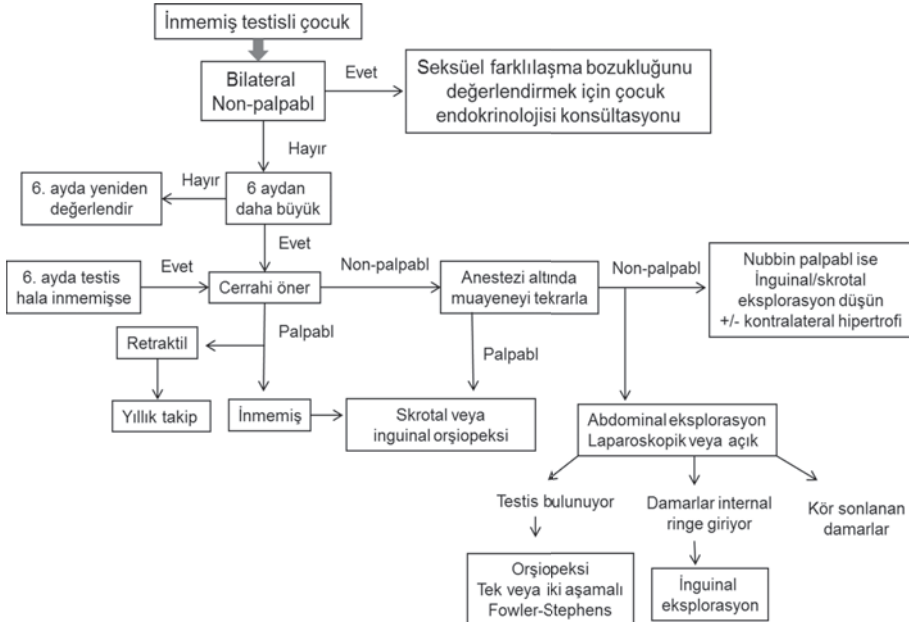 İnmemiş testisli çocuk
Bilateral
Non-palpabl
Evet
Seksüel farklılaşma bozukluğunu
değerlendirmek için çocuk
endokrinolojisi konsültasyonu
Hayır
6. ayda yeniden
değerlendir
Hayır
6 aydan
daha büyük
Evet
6. ayda testis
hala inmemişse
Evet
Cerrahi öner
Non-palpabl
Anestezi altında
muayeneyi tekrarla
Non-palpabl
Nubbin palpabl ise
İnguinal/skrotal
eksplorasyon düşün
+/- kontralateral hipertrofi
Retraktil
Palpabl
Palpabl
Yıllık takip
İnmemiş
Skrotal veya
inguinal orşiopeksi
Abdominal eksplorasyon
Laparoskopik veya açık
Testis bulunuyor
Damarlar internal
ringe giriyor
Kör sonlanan
damarlar
Orşiopeksi
Tek veya iki aşamalı
Fowler-Stephens
İnguinal
eksplorasyon